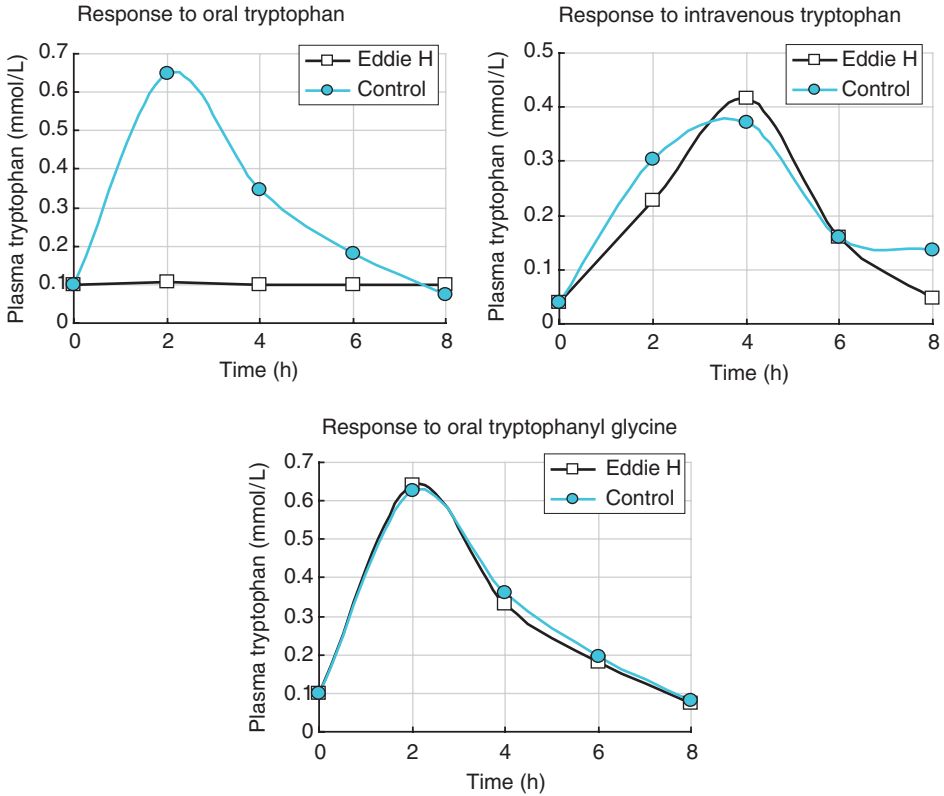 Response to oral tryptophan
Plasma tryptophan (mmol/L)
0.7
0.6
0.5
0.4
0.3
0.2
0.1
0
Eddie H
Control
0 2 4 6 8
Time (h)
Response to intravenous tryptophan
Plasma tryptophan (mmol/L)
0.5
0.4
0.3
0.2
0.1
0
Eddie H
Control
0 2 4 6 8
Time (h)
Response to oral tryptophanyl glycine
Plasma tryptophan (mmol/L)
0.7
0.6
0.5
0.4
0.3
0.2
0.1
0
Eddie H
Control
0 2 4 6 8
Time (h)